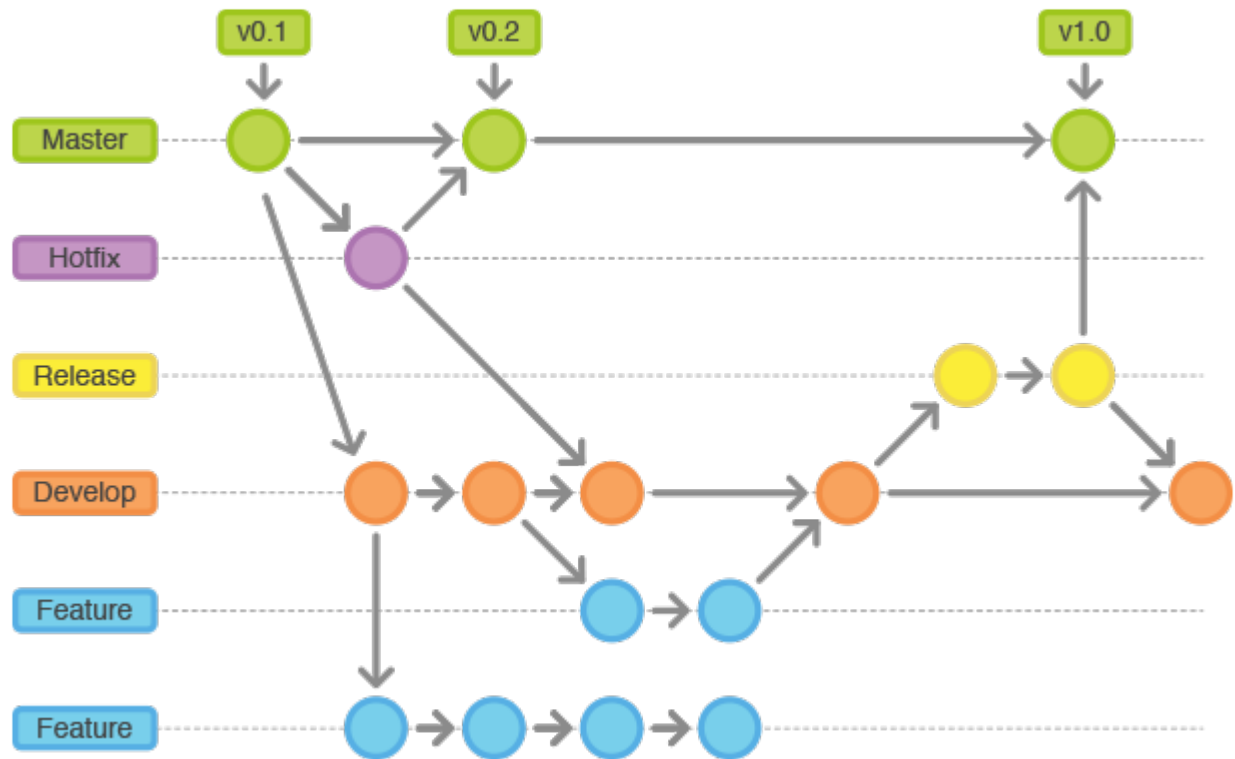 v0.1
v0.2
v1.0
Master
Hotfix
Release
Develop
Feature
Feature